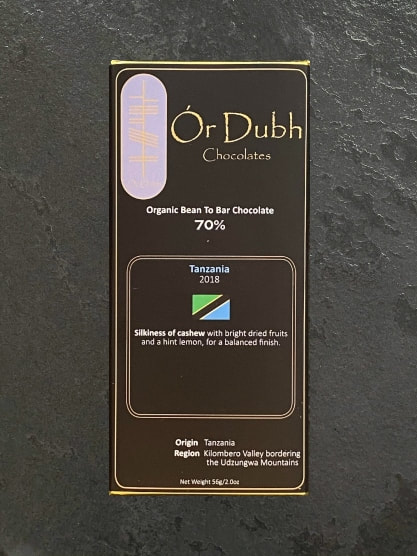 Ór Dubh
Chocolates
Organic Bean To Bar Chocolate
70%
Tanzania
2018
Silkiness of cashew with bright dried fruits
and a hint lemon, for a balanced finish.
Origin Tanzania
Region Kilombero Valley bordering
the Udzungwa Mountains
Net Weight 56g/2.0oz